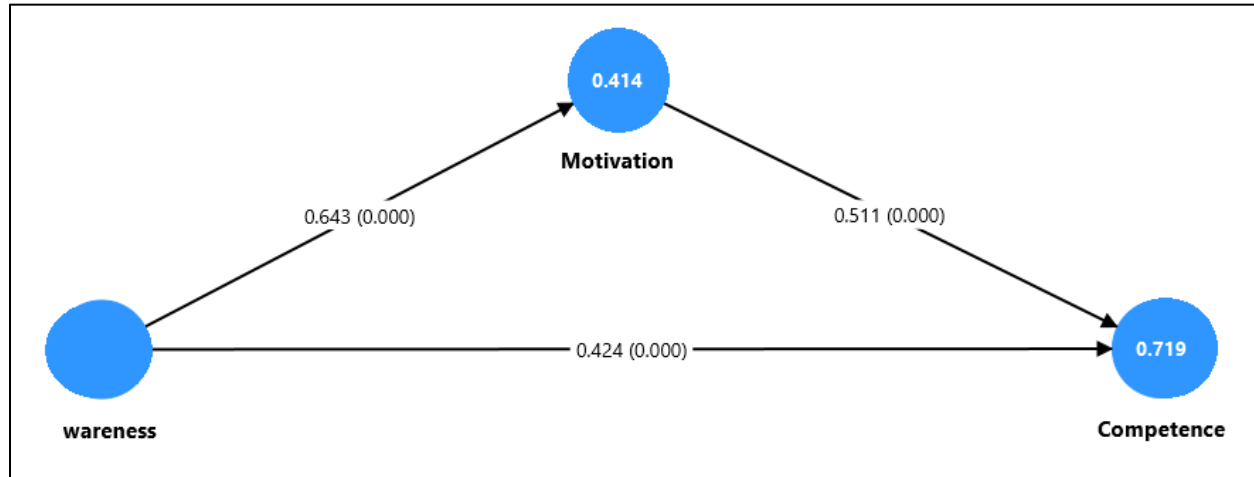 0.414
Motivation
0.643 (0.000)
0.511 (0.000)
0.424 (0.000)
0.719
wareness
Competence